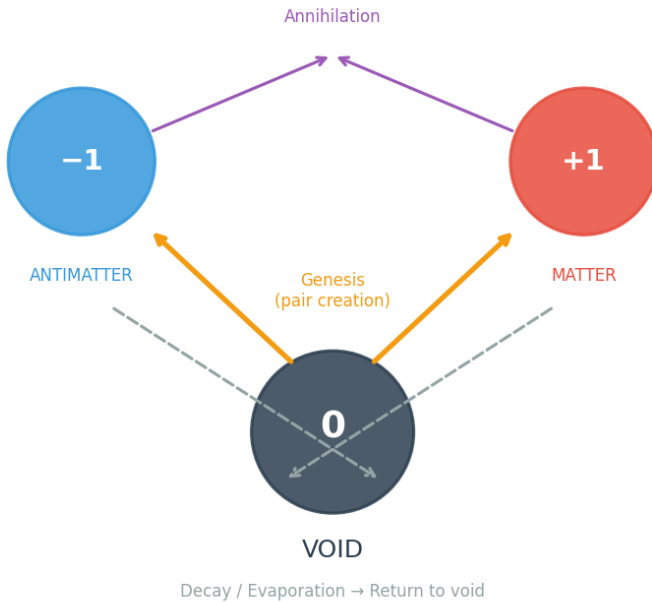 Annihilation
−1
+1
ANTIMATTER
MATTER
Genesis
(pair creation)
0
VOID
Decay / Evaporation → Return to void